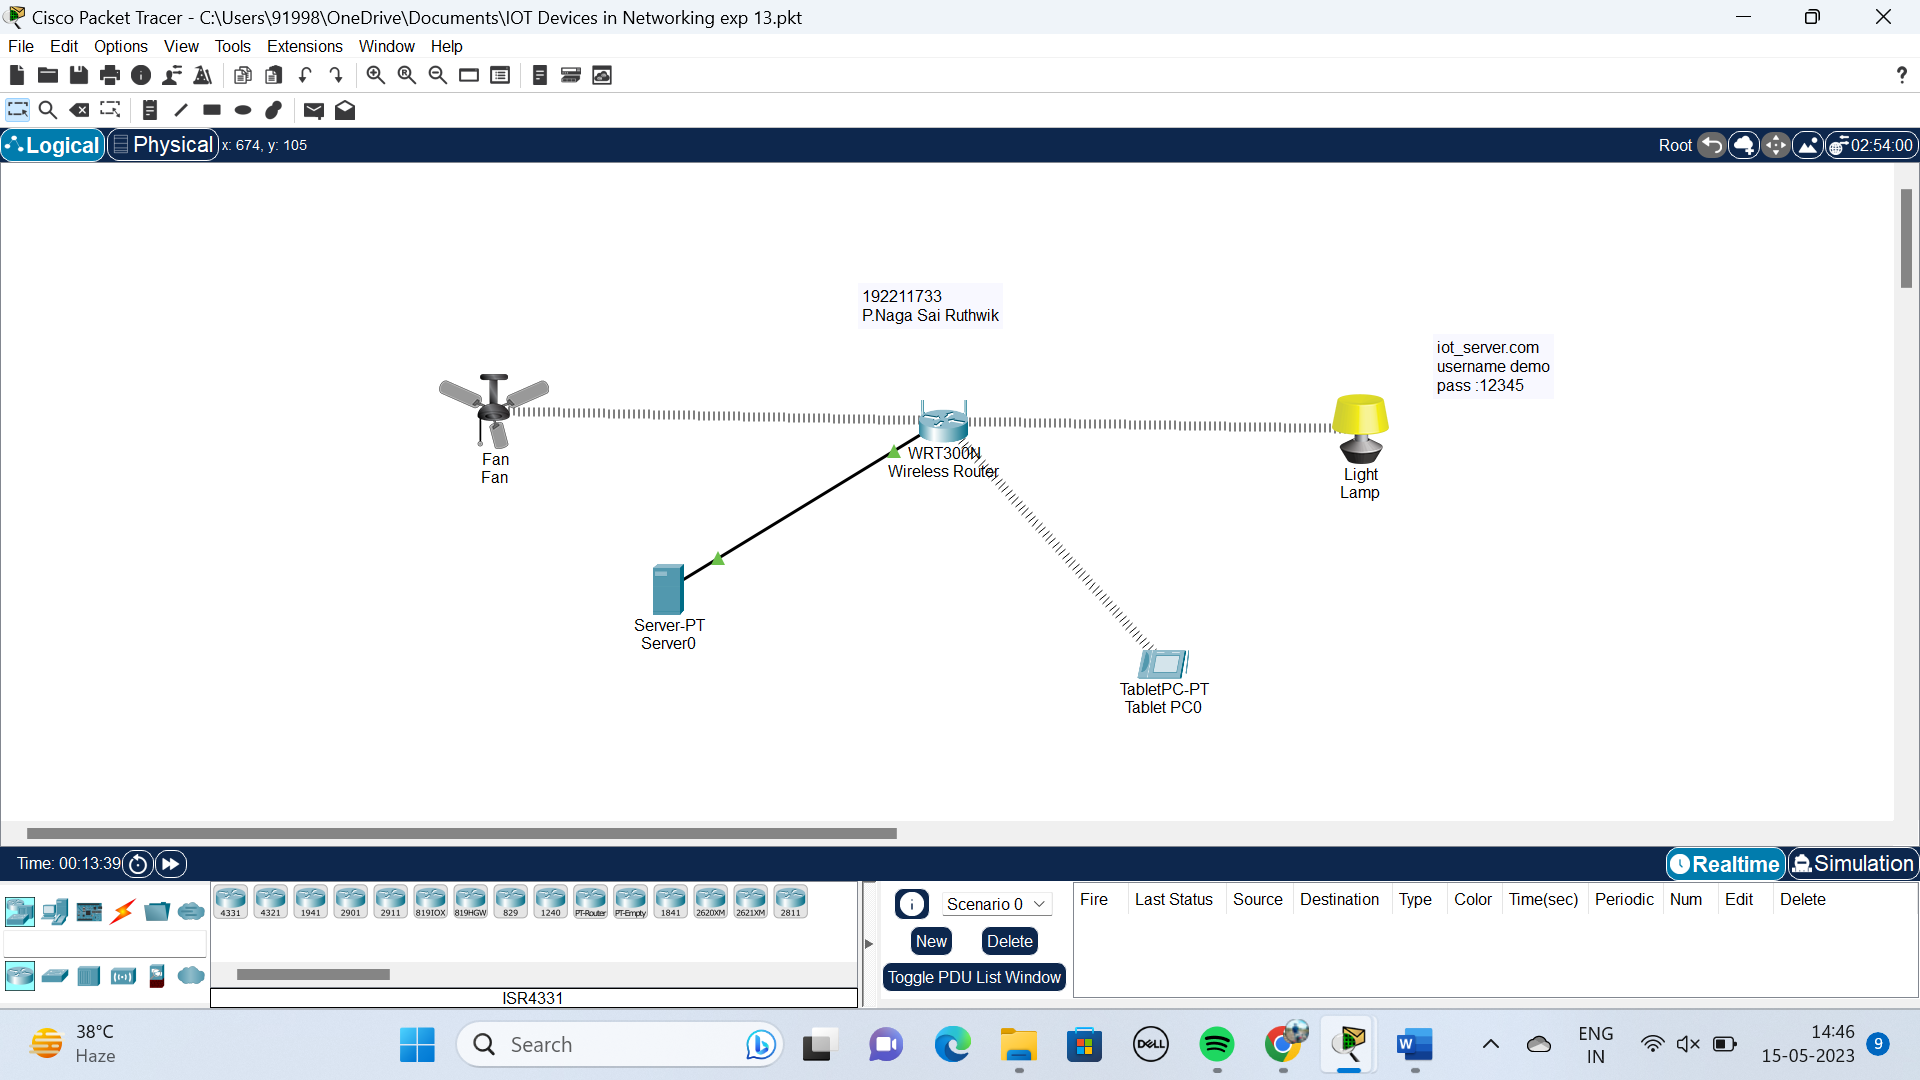 Cisco Packet Tracer - C:\Users\91998\OneDrive\Documents\IOT Devices in Networking exp 13.pkt
File Edit Options View Tools Extensions Window Help
?
Logical Physical x: 674, y: 105 Root 02:54:00
192211733
P.Naga Sai Ruthwik
iot_server.com
username demo
pass :12345
Fan
Fan
WRT300N
Wireless Router
Light
Lamp
Server-PT
Server0
TabletPC-PT
Tablet PC0
Time: 00:13:39 Realtime Simulation
4331 4321 1941 2901 2911 819IOX 819HGW 829 1240 PT-Router PT-Empty 1841 2620XM 2621XM 2811
ISR4331
Scenario 0
New Delete
Toggle PDU List Window
Fire Last Status Source Destination Type Color Time(sec) Periodic Num Edit Delete
38°C
Haze
Search
DELL
W
ENG
IN
14:46
15-05-2023
9